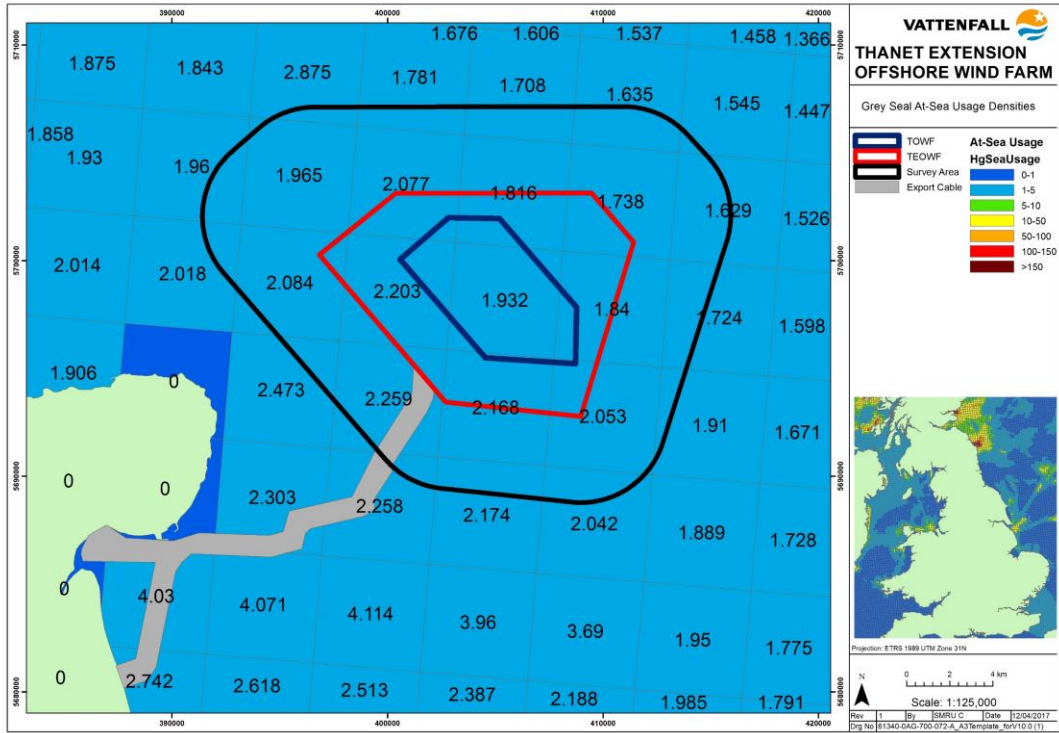 390000 400000 410000 420000
5710000 5710000
1.676 1.606 1.537 1.458 1.366
1.875 1.843 2.875 1.781 1.708 1.635 1.545 1.447
1.858
1.93 1.96 1.965 2.077 1.816 1.738 1.629 1.526
5700000 5700000
2.014 2.018 2.084 2.203 1.932 1.84 1.724 1.598
1.906 0 2.473 2.259 2.168 2.053 1.91 1.671
5690000 5690000
0 0 2.303 2.258 2.174 2.042 1.889 1.728
0 4.03 4.071 4.114 3.96 3.69 1.95 1.775
5680000 5680000
0 2.742 2.618 2.513 2.387 2.188 1.985 1.791
390000 400000 410000 420000
VATTENFALL
THANET EXTENSION
OFFSHORE WIND FARM
Grey Seal At-Sea Usage Densities
TOWF
TEOWF
Survey Area
Export Cable
At-Sea Usage
HgSeaUsage
0-1
1-5
5-10
10-50
50-100
100-150
>150
Projection: ETRS 1989 UTM Zone 31N
N
0 2 4 km
Scale: 1:125,000
Rev 1 By SMRU C Date 12/04/2017
Drg No 61340-0AG-700-072-A_A3Template_forV10.0 (1)